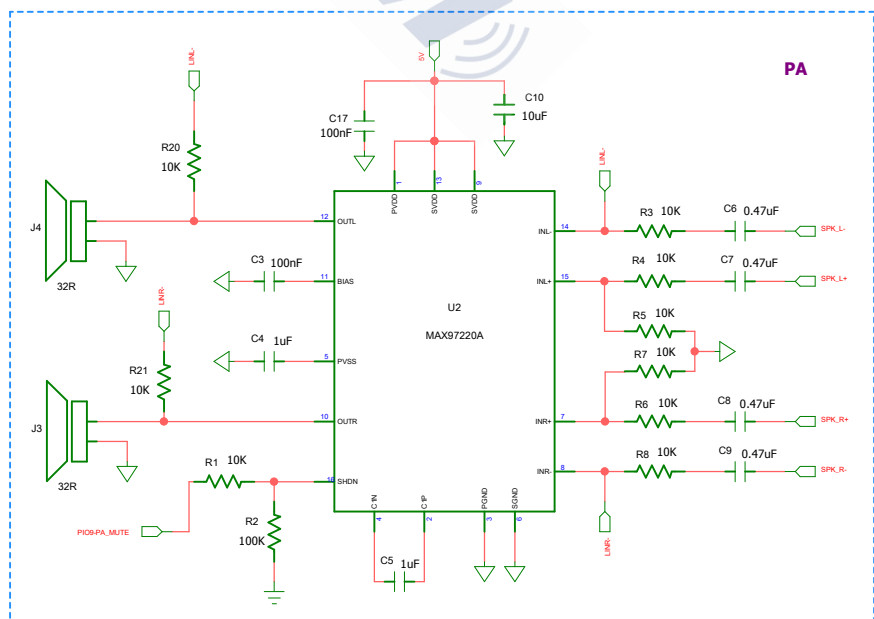 PA
LINL-
5V
C17
100nF
C10
10uF
R20
10K
LINL-
1
13
9
PVDD
SVDD
SVDD
J4
32R
12
OUTL
INL-
14
R3
10K
C6
0.47uF
SPK_L-
C3
100nF
11
BIAS
INL+
15
R4
10K
C7
0.47uF
SPK_L+
LINR-
U2
MAX97220A
R5
10K
C4
1uF
5
PVSS
R7
10K
R21
10K
J3
32R
10
OUTR
INR+
7
R6
10K
C8
0.47uF
SPK_R+
R1
10K
16
SHDN
INR-
8
R8
10K
C9
0.47uF
SPK_R-
C1N
C1P
PGND
SGND
4
2
3
6
R2
100K
PIO9-PA_MUTE
LINR-
C5
1uF